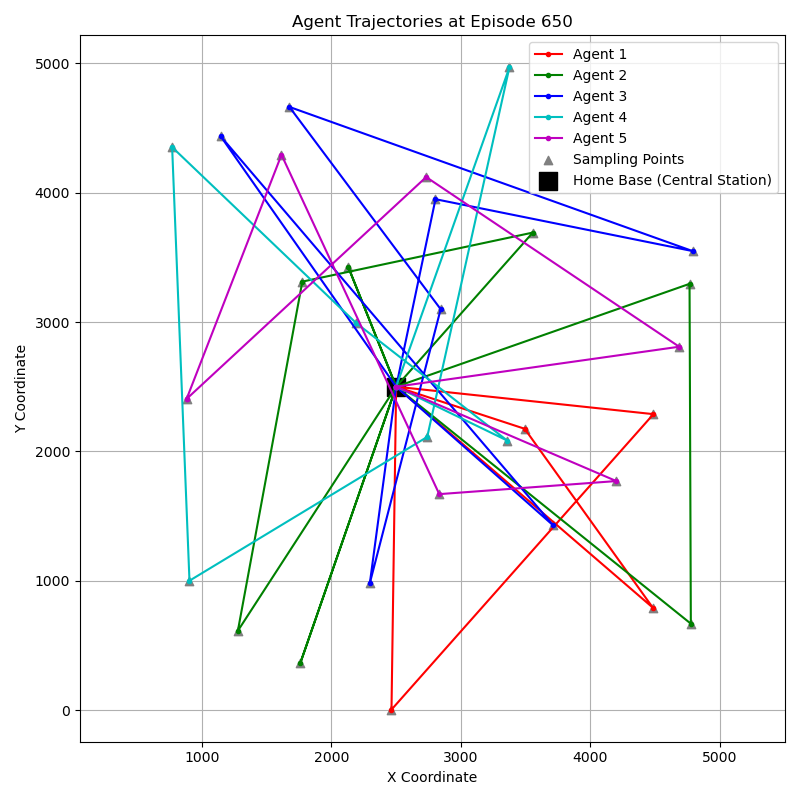 Agent Trajectories at Episode 650
Agent 1
Agent 2
Agent 3
Agent 4
Agent 5
Sampling Points
Home Base (Central Station)
Y Coordinate
5000
4000
3000
2000
1000
0
1000 2000 3000 4000 5000
X Coordinate